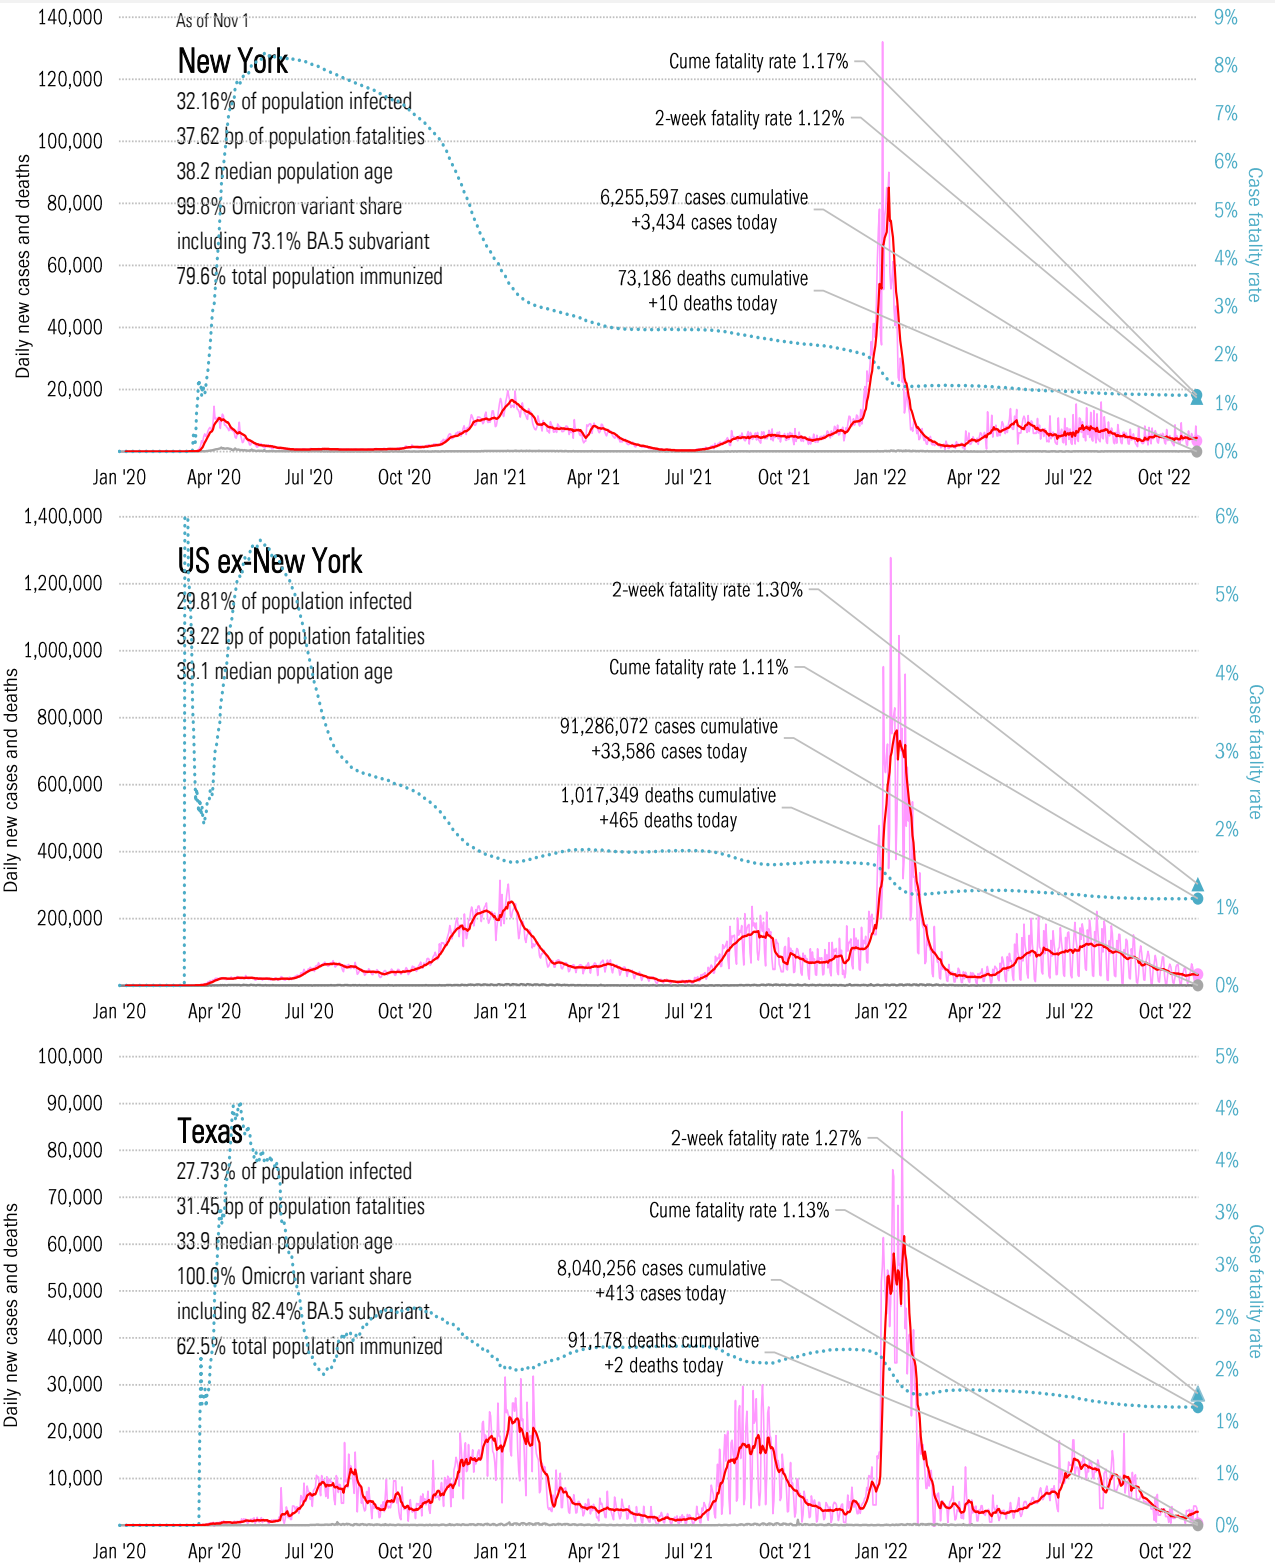 140,000
As of Nov 1
9%
New York
Cume fatality rate 1.17%
120,000
8%
32.16% of population infected
7%
37.62 bp of population fatalities
2-week fatality rate 1.12%
100,000
6%
38.2 median population age
99.8% Omicron variant share
6,255,597 cases cumulative
80,000
5%
+3,434 cases today
including 73.1% BA.5 subvariant
60,000
4%
79.6% total population immunized
73,186 deaths cumulative
+10 deaths today
3%
40,000
2%
20,000
1%
0%
Daily new cases and deaths
Case fatality rate
Jan '20 Apr '20 Jul '20 Oct '20 Jan '21 Apr '21 Jul '21 Oct '21 Jan '22 Apr '22 Jul '22 Oct '22
1,400,000
6%
US ex-New York
1,200,000
2-week fatality rate 1.30%
5%
29.81% of population infected
33.22 bp of population fatalities
1,000,000
38.1 median population age
Cume fatality rate 1.11%
4%
800,000
91,286,072 cases cumulative
+33,586 cases today
3%
600,000
1,017,349 deaths cumulative
+465 deaths today
2%
400,000
200,000
1%
0%
Daily new cases and deaths
Case fatality rate
Jan '20 Apr '20 Jul '20 Oct '20 Jan '21 Apr '21 Jul '21 Oct '21 Jan '22 Apr '22 Jul '22 Oct '22
100,000
5%
90,000
4%
Texas
2-week fatality rate 1.27%
80,000
4%
27.73% of population infected
70,000
31.45 bp of population fatalities
Cume fatality rate 1.13%
3%
60,000
33.9 median population age
3%
100.0% Omicron variant share
8,040,256 cases cumulative
+413 cases today
50,000
including 82.4% BA.5 subvariant
2%
40,000
62.5% total population immunized
91,178 deaths cumulative
+2 deaths today
2%
30,000
1%
20,000
1%
10,000
0%
Daily new cases and deaths
Case fatality rate
Jan '20 Apr '20 Jul '20 Oct '20 Jan '21 Apr '21 Jul '21 Oct '21 Jan '22 Apr '22 Jul '22 Oct '22